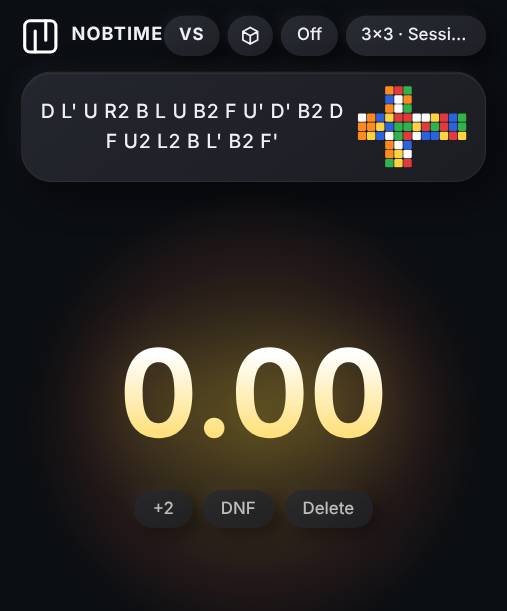 NOBTIME VS Off 3×3 · Sessi...
D L' U R2 B L U B2 F U' D' B2 D
F U2 L2 B L' B2 F'
0.00
+2 DNF Delete